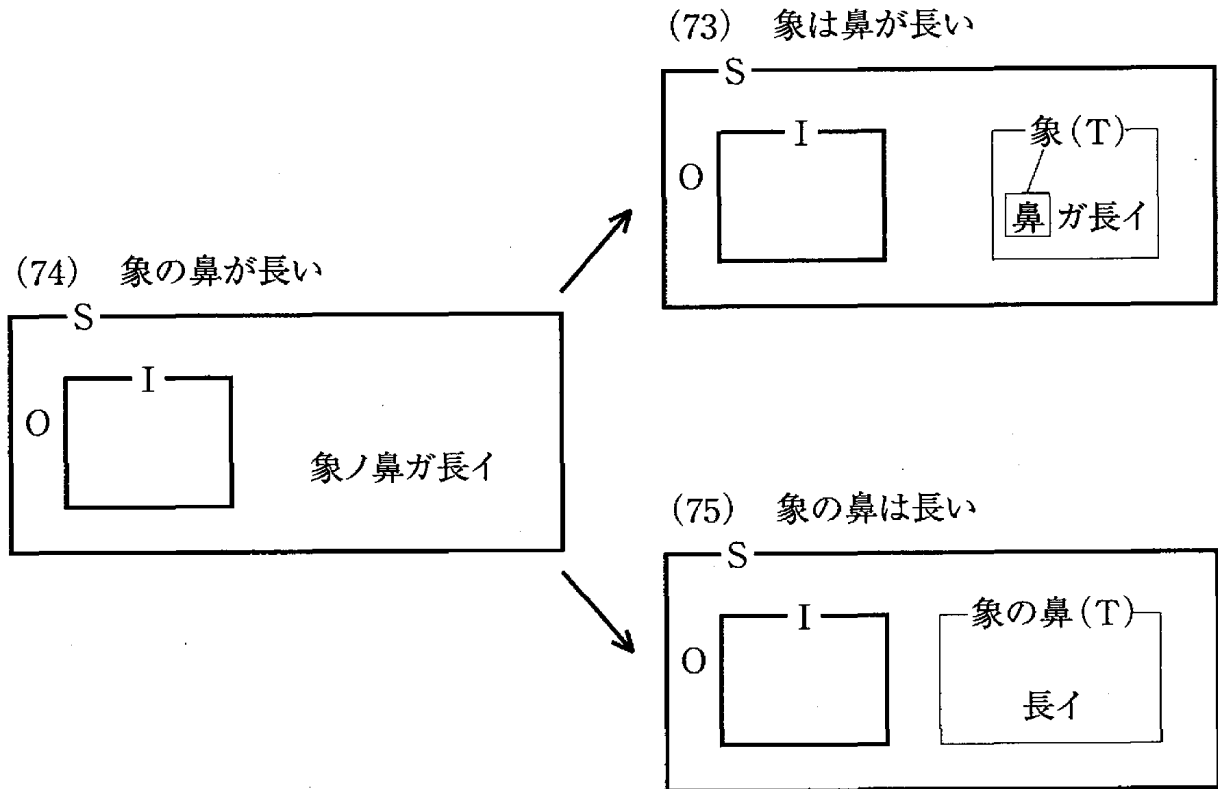 (73) 象は鼻が長い
S
I
象(T)
O
鼻ガ長イ
(74) 象の鼻が長い
S
I
O
象ノ鼻ガ長イ
(75) 象の鼻は長い
S
I
象の鼻(T)
O
長イ